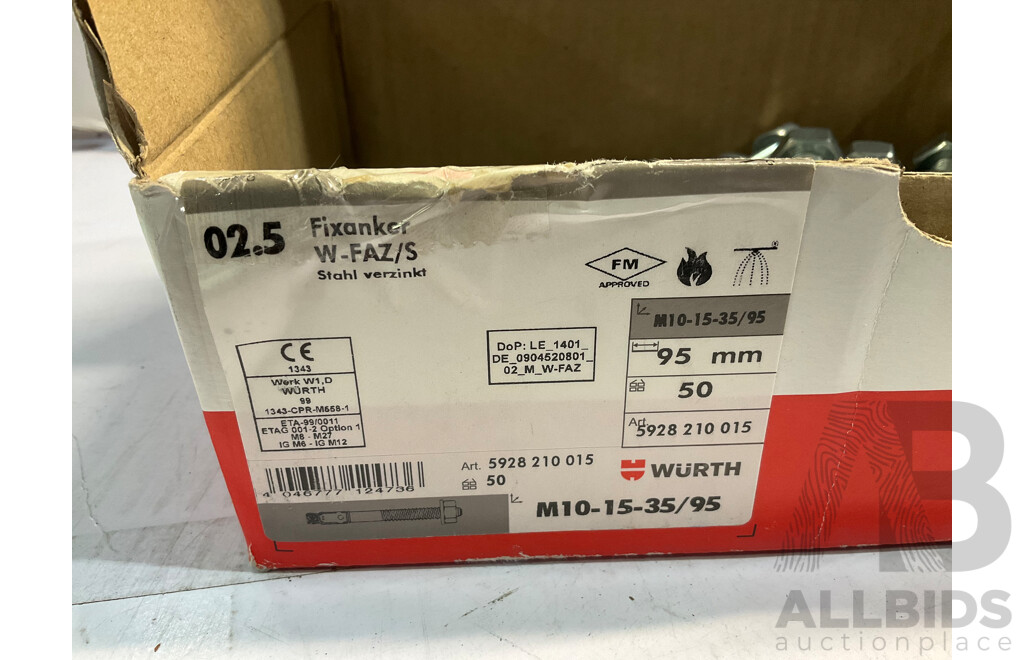 02.5
Fixanker
W-FAZ/S
Stahl verzinkt
FM
APPROVED
M10-15-35/95
95 mm
50
Art.
5928 210 015
DoP: LE_1401_
DE_0904520801_
02_M_W-FAZ
CE
1343
Werk W1,D
WÜRTH
99
1343-CPR-M558-1
ETA-99/0011
ETAG 001-2 Option 1
M8 - M27
IG M6 - IG M12
4 046777 124736
Art. 5928 210 015
50
WÜRTH
M10-15-35/95
AB
ALLBIDS
auctionplace